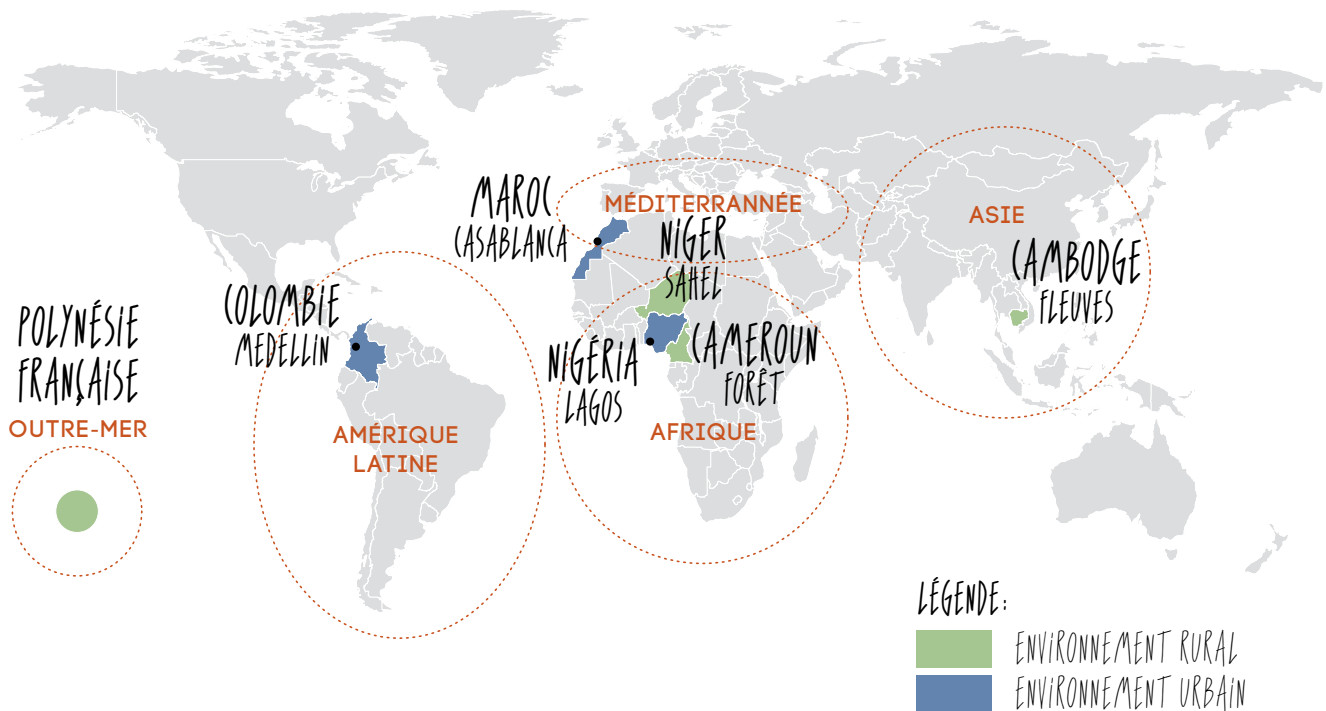 MAROC
CASABLANCA
MÉDITERRANNÉE
NIGER
SAHEL
ASIE
CAMBODGE
FLEUVES
COLOMBIE
MEDELLIN
POLYNÉSIE
FRANÇAISE
OUTRE-MER
NIGÉRIA
LAGOS
CAMEROUN
FORÊT
AMÉRIQUE
LATINE
AFRIQUE
LÉGENDE:
ENVIRONNEMENT RURAL
ENVIRONNEMENT URBAIN